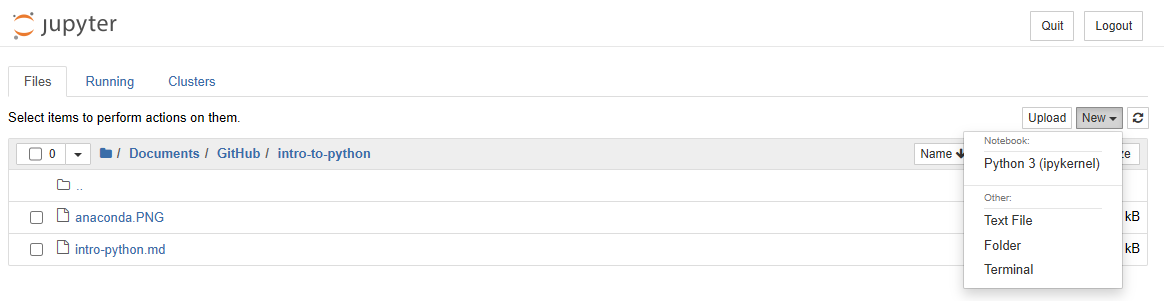 jupyter
Quit Logout
Files Running Clusters
Select items to perform actions on them.
Upload New
0 / Documents / GitHub / intro-to-python Name
Notebook:
Python 3 (ipykernel)
..
Other:
anaconda.PNG kB
Text File
intro-python.md kB
Folder
Terminal